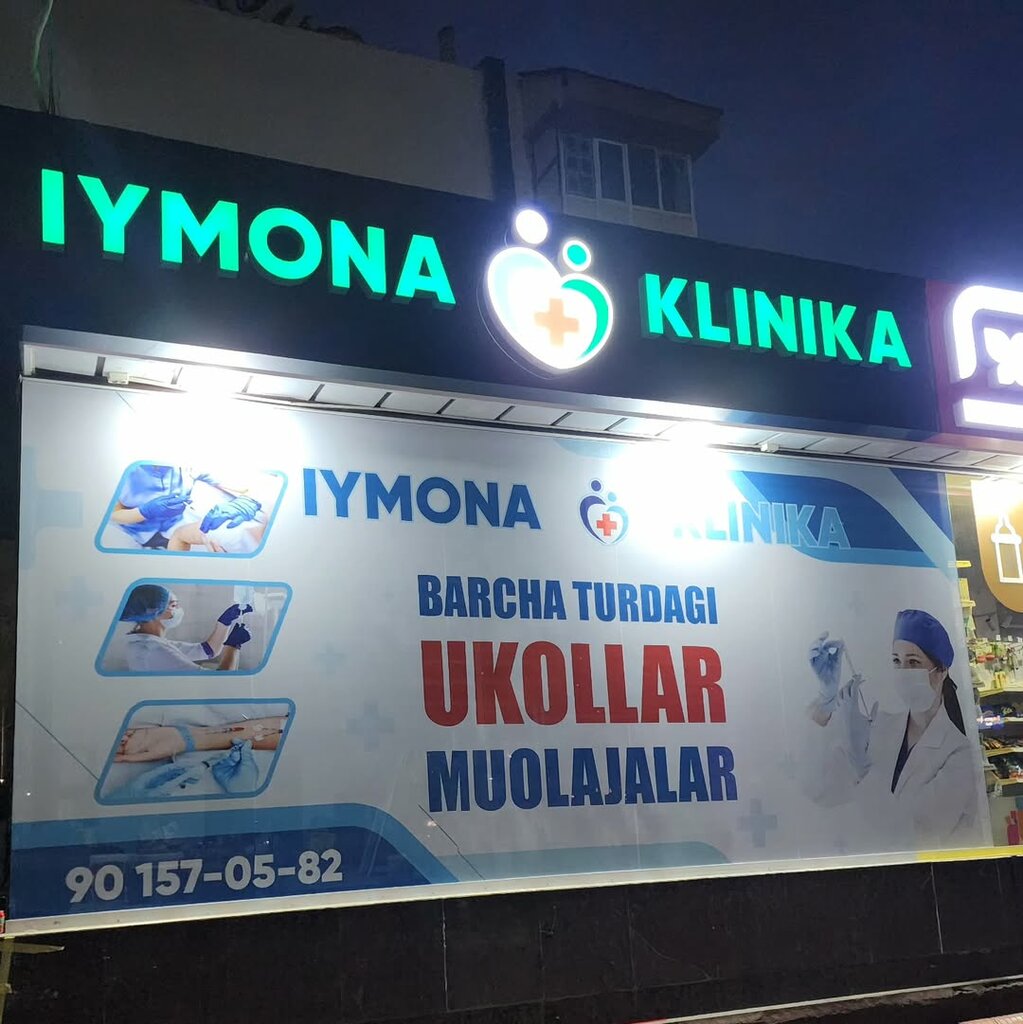 IYMONA KLINIKA
IYMONA KLINIKA
BARCHA TURDAGI
UKOLLAR
MUOLAJALAR
90 157-05-82